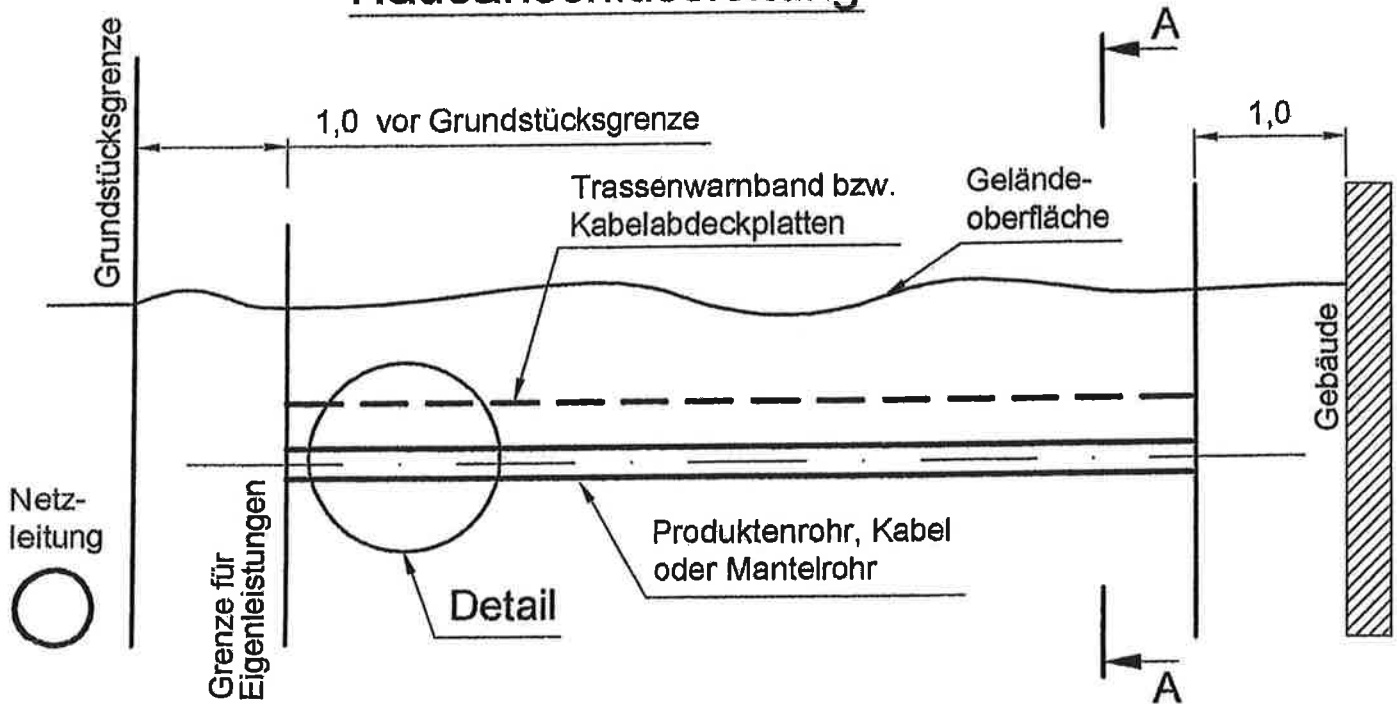 Hausanschlussleitung
A
Grundstücksgrenze
1,0 vor Grundstücksgrenze
1,0
Trassenwarnband bzw.
Kabelabdeckplatten
Gelände-
oberfläche
Gebäude
Netz-
leitung
Grenze für
Eigenleistungen
Produktenrohr, Kabel
oder Mantelrohr
Detail
A